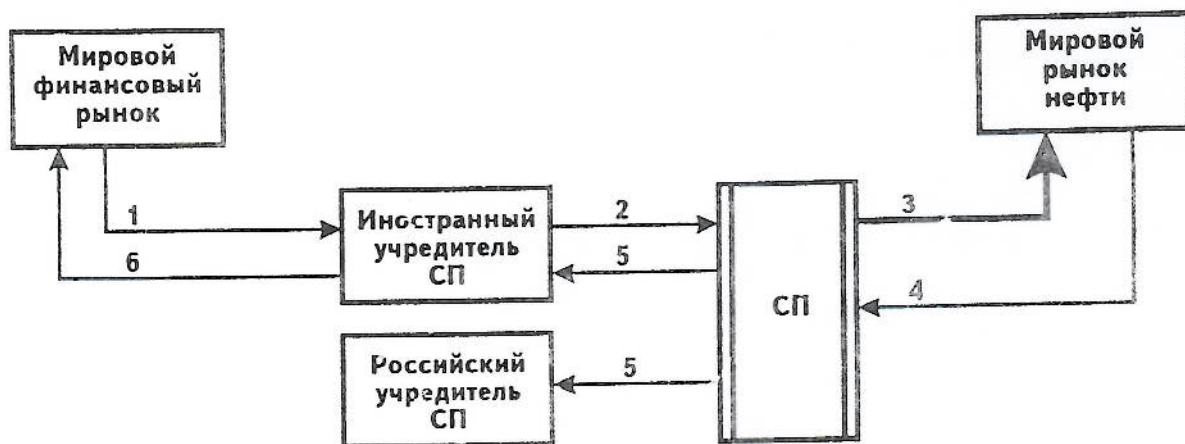 Мировой
финансовый
рынок
Мировой
рынок
нефти
1
6
Иностранный
учредитель
СП
2
5
СП
3
4
Российский
учредитель
СП
5